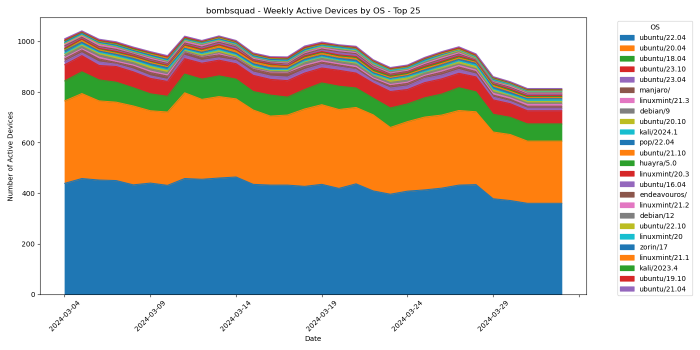 bombsquad - Weekly Active Devices by OS - Top 25
Number of Active Devices
1000
800
600
400
200
0
2024-03-04
2024-03-09
2024-03-14
2024-03-19
2024-03-24
2024-03-29
Date
OS
ubuntu/22.04
ubuntu/20.04
ubuntu/18.04
ubuntu/23.10
ubuntu/23.04
manjaro/
linuxmint/21.3
debian/9
ubuntu/20.10
kali/2024.1
pop/22.04
ubuntu/21.10
huayra/5.0
linuxmint/20.3
ubuntu/16.04
endeavouros/
linuxmint/21.2
debian/12
ubuntu/22.10
linuxmint/20
zorin/17
linuxmint/21.1
kali/2023.4
ubuntu/19.10
ubuntu/21.04